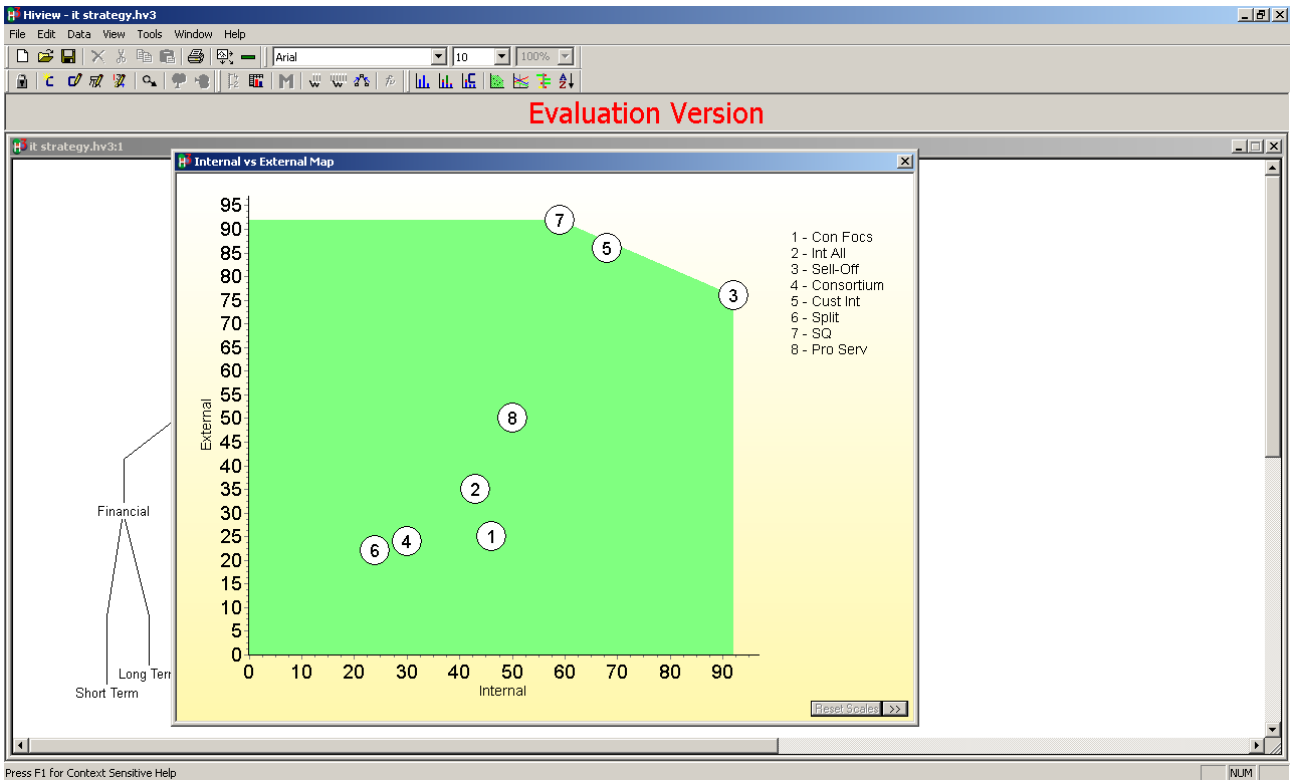 Hiview - it strategy.hv3
File Edit Data View Tools Window Help
Arial 10 100%
Evaluation Version
it strategy.hv3:1
Internal vs External Map
95
90
85
80
75
70
65
60
55
50
45
40
35
30
25
20
15
10
5
0
External
0 10 20 30 40 50 60 70 80 90
Internal
7
5
3
8
2
1
4
6
1 - Con Focs
2 - Int All
3 - Sell-Off
4 - Consortium
5 - Cust Int
6 - Split
7 - SQ
8 - Pro Serv
Reset Scales >>
Financial
Long Terr
Short Term
Press F1 for Context Sensitive Help
NUM